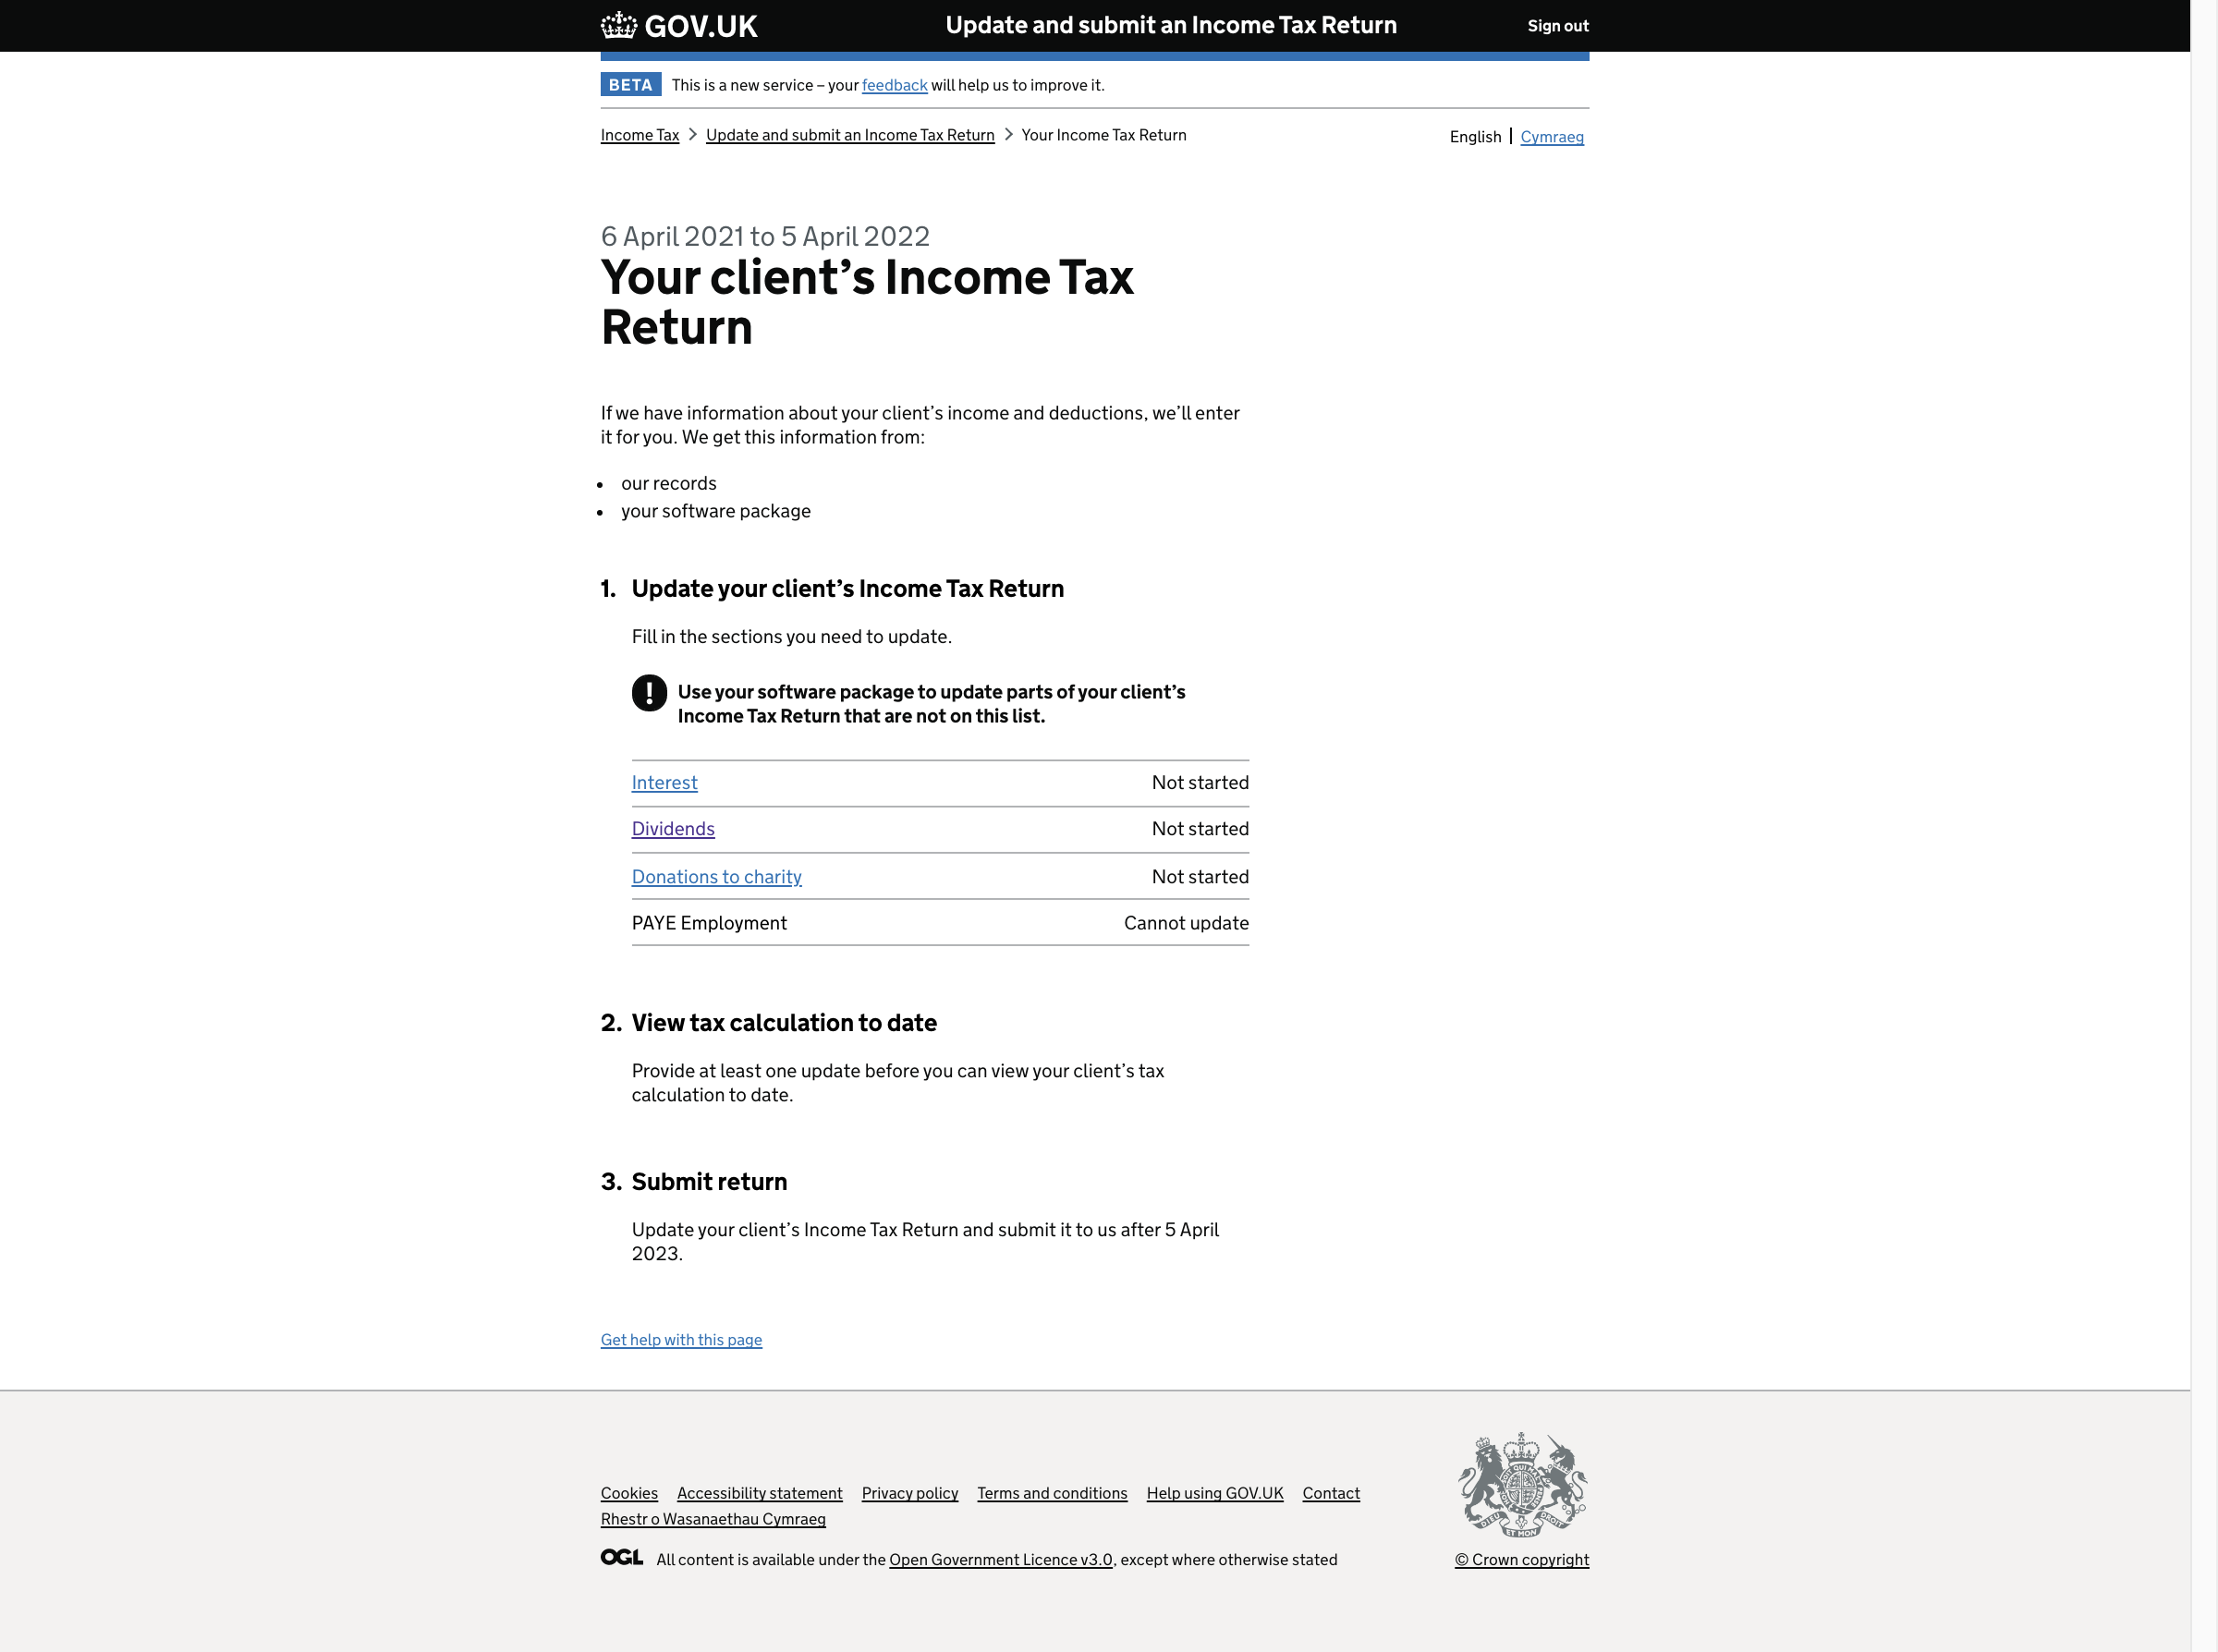 GOV.UK Update and submit an Income Tax Return Sign out
BETA This is a new service – your feedback will help us to improve it.
Income Tax Update and submit an Income Tax Return Your Income Tax Return English Cymraeg
6 April 2021 to 5 April 2022
Your client’s Income Tax
Return
If we have information about your client’s income and deductions, we’ll enter
it for you. We get this information from:
• our records
• your software package
1. Update your client’s Income Tax Return
Fill in the sections you need to update.
! Use your software package to update parts of your client’s
Income Tax Return that are not on this list.
Interest Not started
Dividends Not started
Donations to charity Not started
PAYE Employment Cannot update
2. View tax calculation to date
Provide at least one update before you can view your client’s tax
calculation to date.
3. Submit return
Update your client’s Income Tax Return and submit it to us after 5 April
2023.
Get help with this page
Cookies Accessibility statement Privacy policy Terms and conditions Help using GOV.UK Contact
Rhestr o Wasanaethau Cymraeg
DIEU ET MON DROIT
OGL All content is available under the Open Government Licence v3.0, except where otherwise stated © Crown copyright